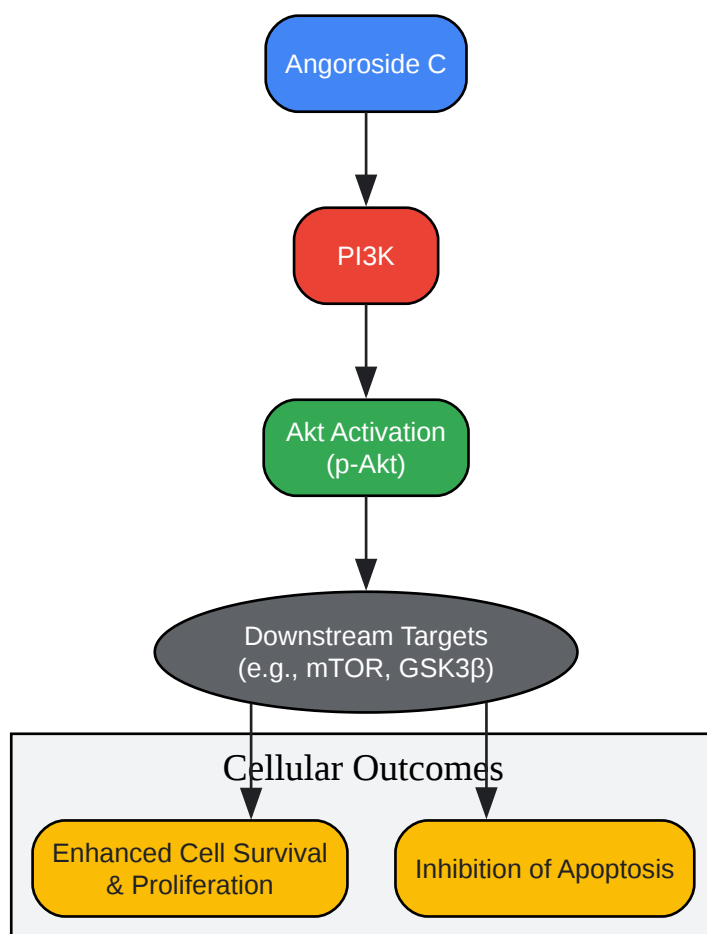 Angoroside C
PI3K
Akt Activation
(p-Akt)
Downstream Targets
(e.g., mTOR, GSK3β)
Cellular Outcomes
Enhanced Cell Survival
& Proliferation
Inhibition of Apoptosis